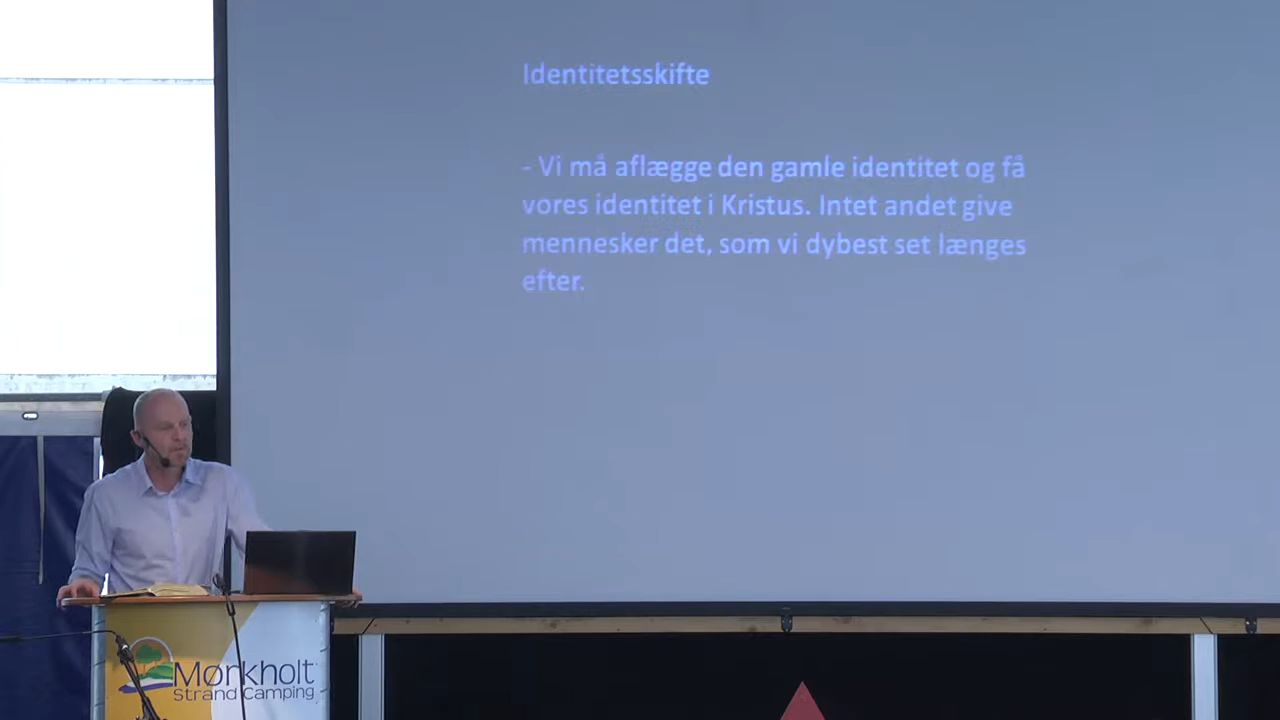 Identitetsskifte
- Vi må aflægge den gamle identitet og få
vores identitet i Kristus. Intet andet give
mennesker det, som vi dybest set længes
efter.
Mørkholt
Strand Camping